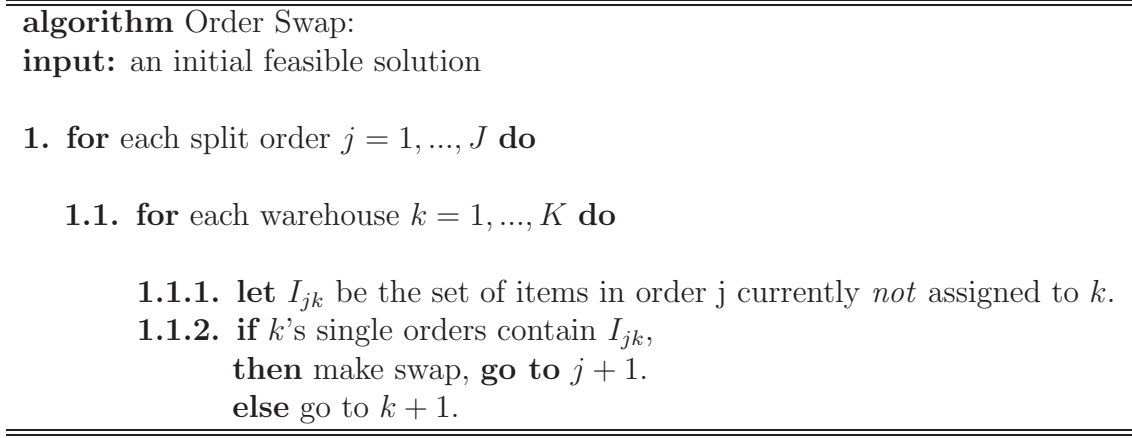 algorithm Order Swap:
input: an initial feasible solution
1. for each split order j = 1, ..., J do
1.1. for each warehouse k = 1, ..., K do
1.1.1. let I_{jk} be the set of items in order j currently not assigned to k.
1.1.2. if k's single orders contain I_{jk},
then make swap, go to j + 1.
else go to k + 1.